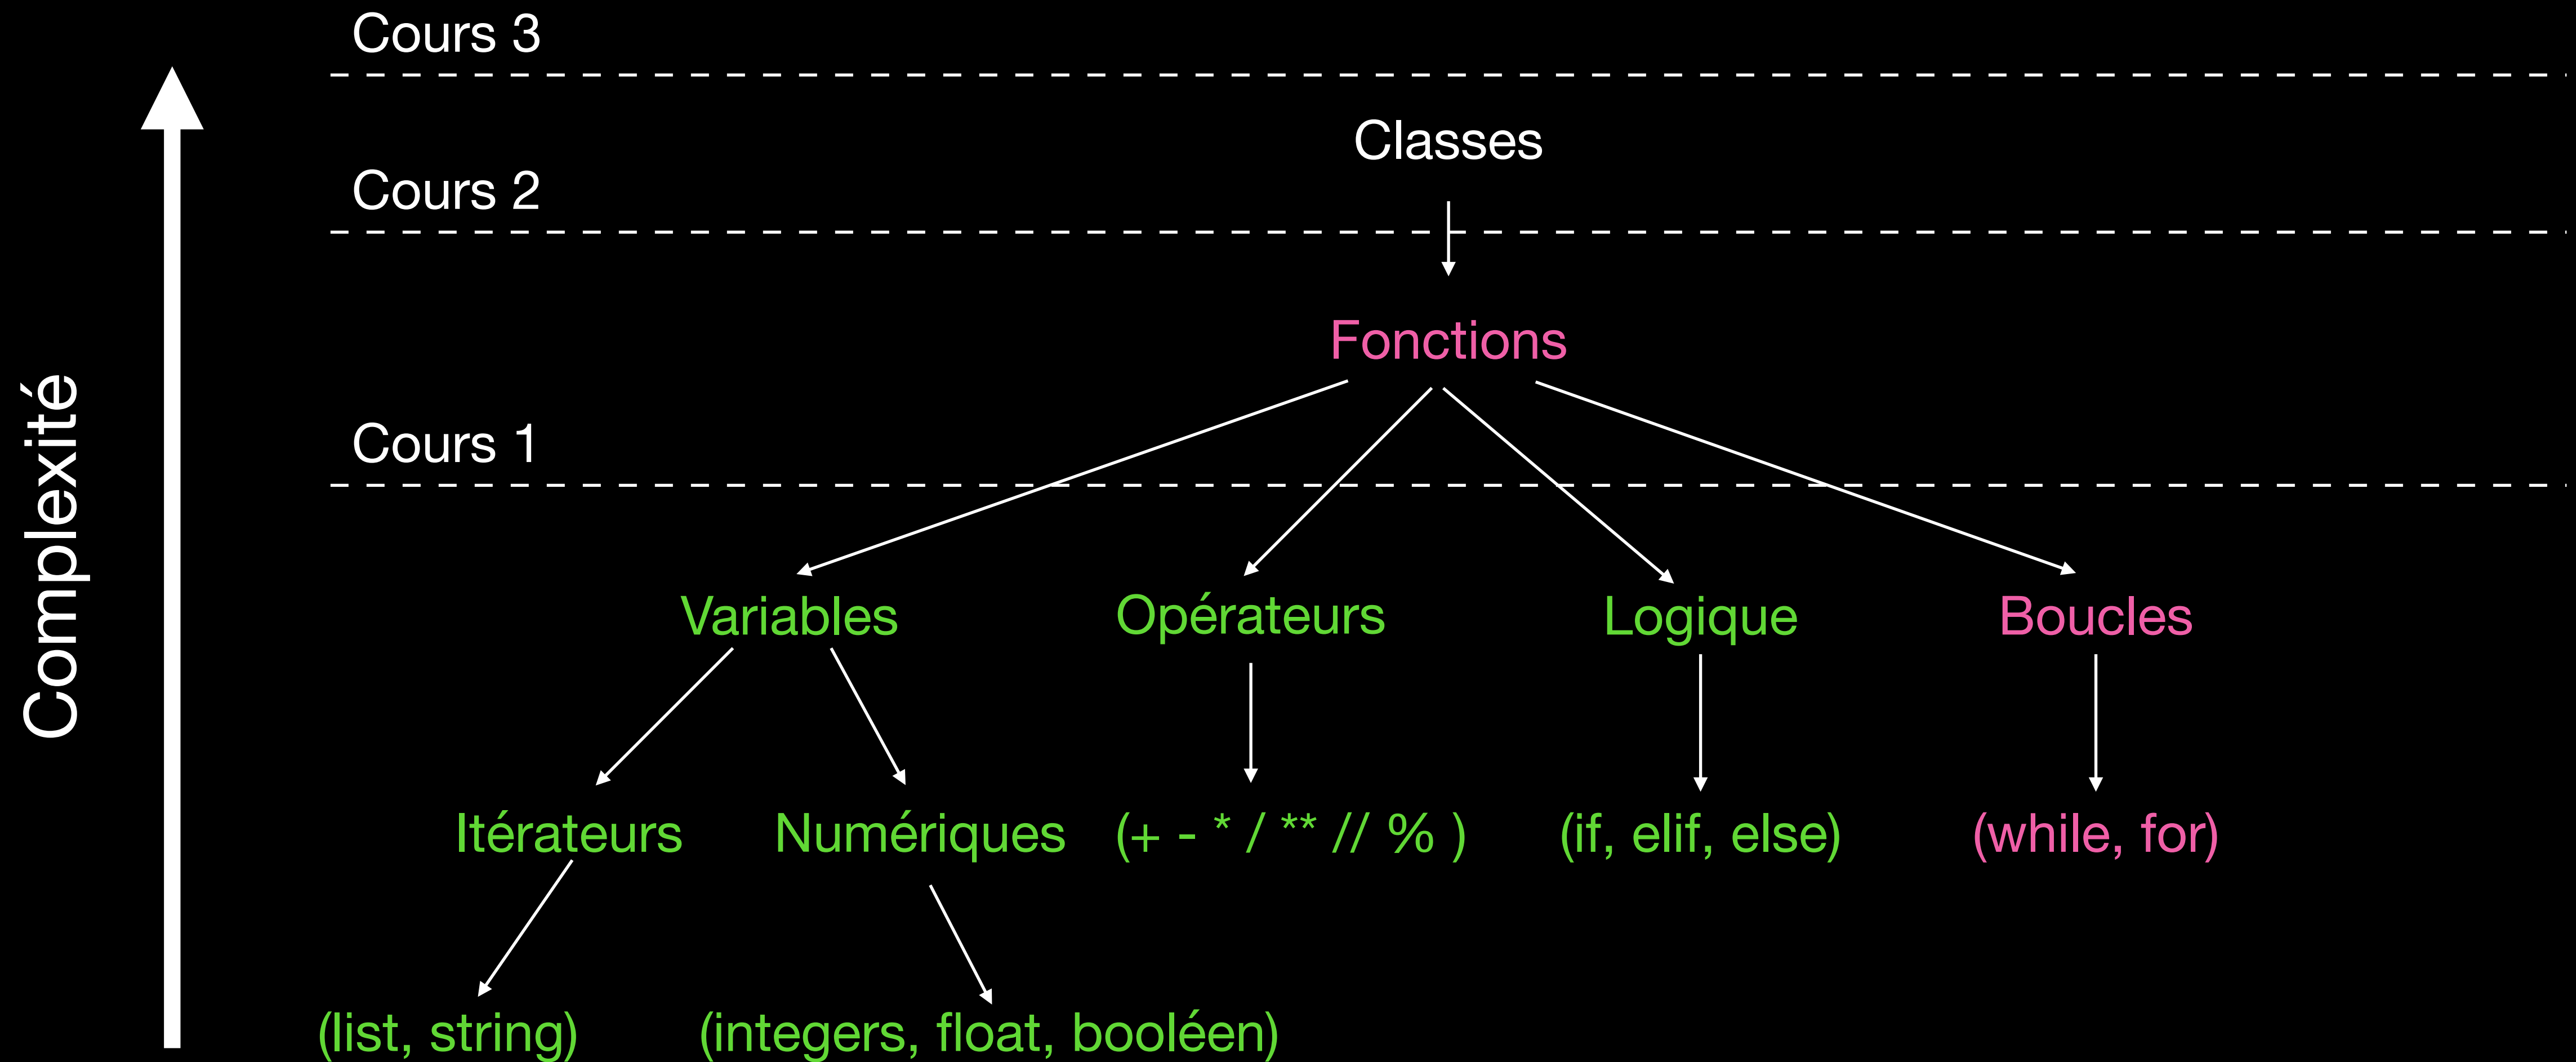 Cours 3
Classes
Cours 2
Fonctions
Cours 1
Complexité
Variables
Opérateurs
Logique
Boucles
Itérateurs
Numériques
(+ - * / ** // % )
(if, elif, else)
(while, for)
(list, string)
(integers, float, booléen)